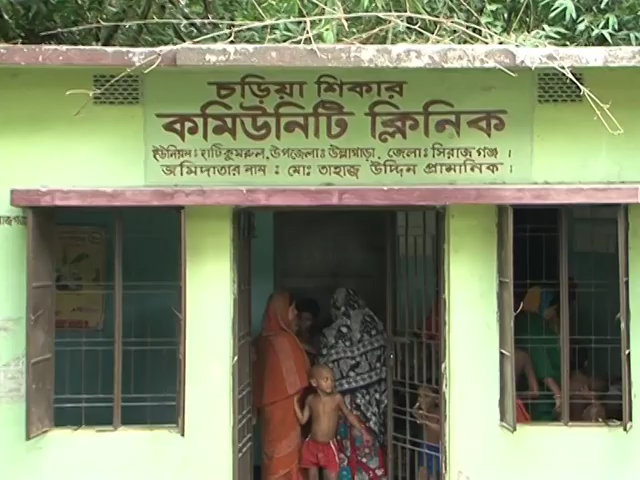 চড়িয়া শিকার
কমিউনিটি ক্লিনিক
ইউনিয়ন: হাটিকুমরুল, উপজেলা: উল্লাপাড়া, জেলা: সিরাজগঞ্জ ।
জমিদাতার নাম : মোঃ তাহাজ্ব উদ্দিন প্রামানিক ।